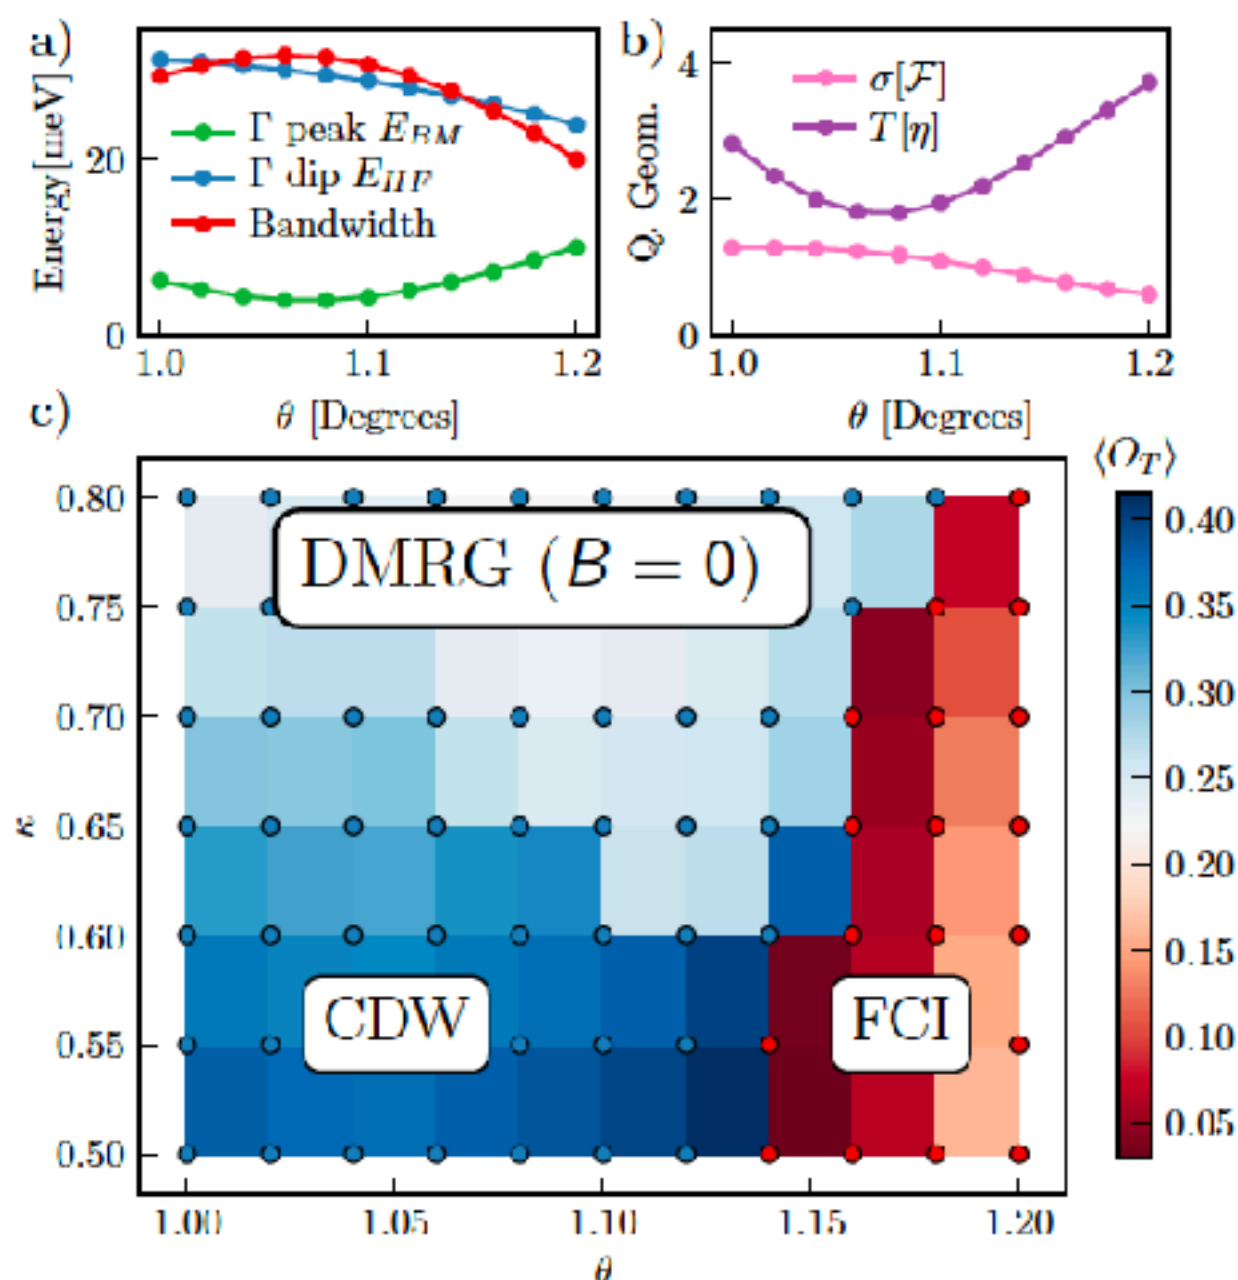 a)
Energy [meV]
20
0
Γ peak E_BM
Γ dip E_HF
Bandwidth
1.0 1.1 1.2
θ [Degrees]
b)
Q. Geom.
4
2
0
σ[𝓕]
T[η]
1.0 1.1 1.2
θ [Degrees]
c)
κ
0.80
0.75
0.70
0.65
0.60
0.55
0.50
DMRG (B = 0)
CDW
FCI
1.00 1.05 1.10 1.15 1.20
θ
⟨O_T⟩
0.40
0.35
0.30
0.25
0.20
0.15
0.10
0.05